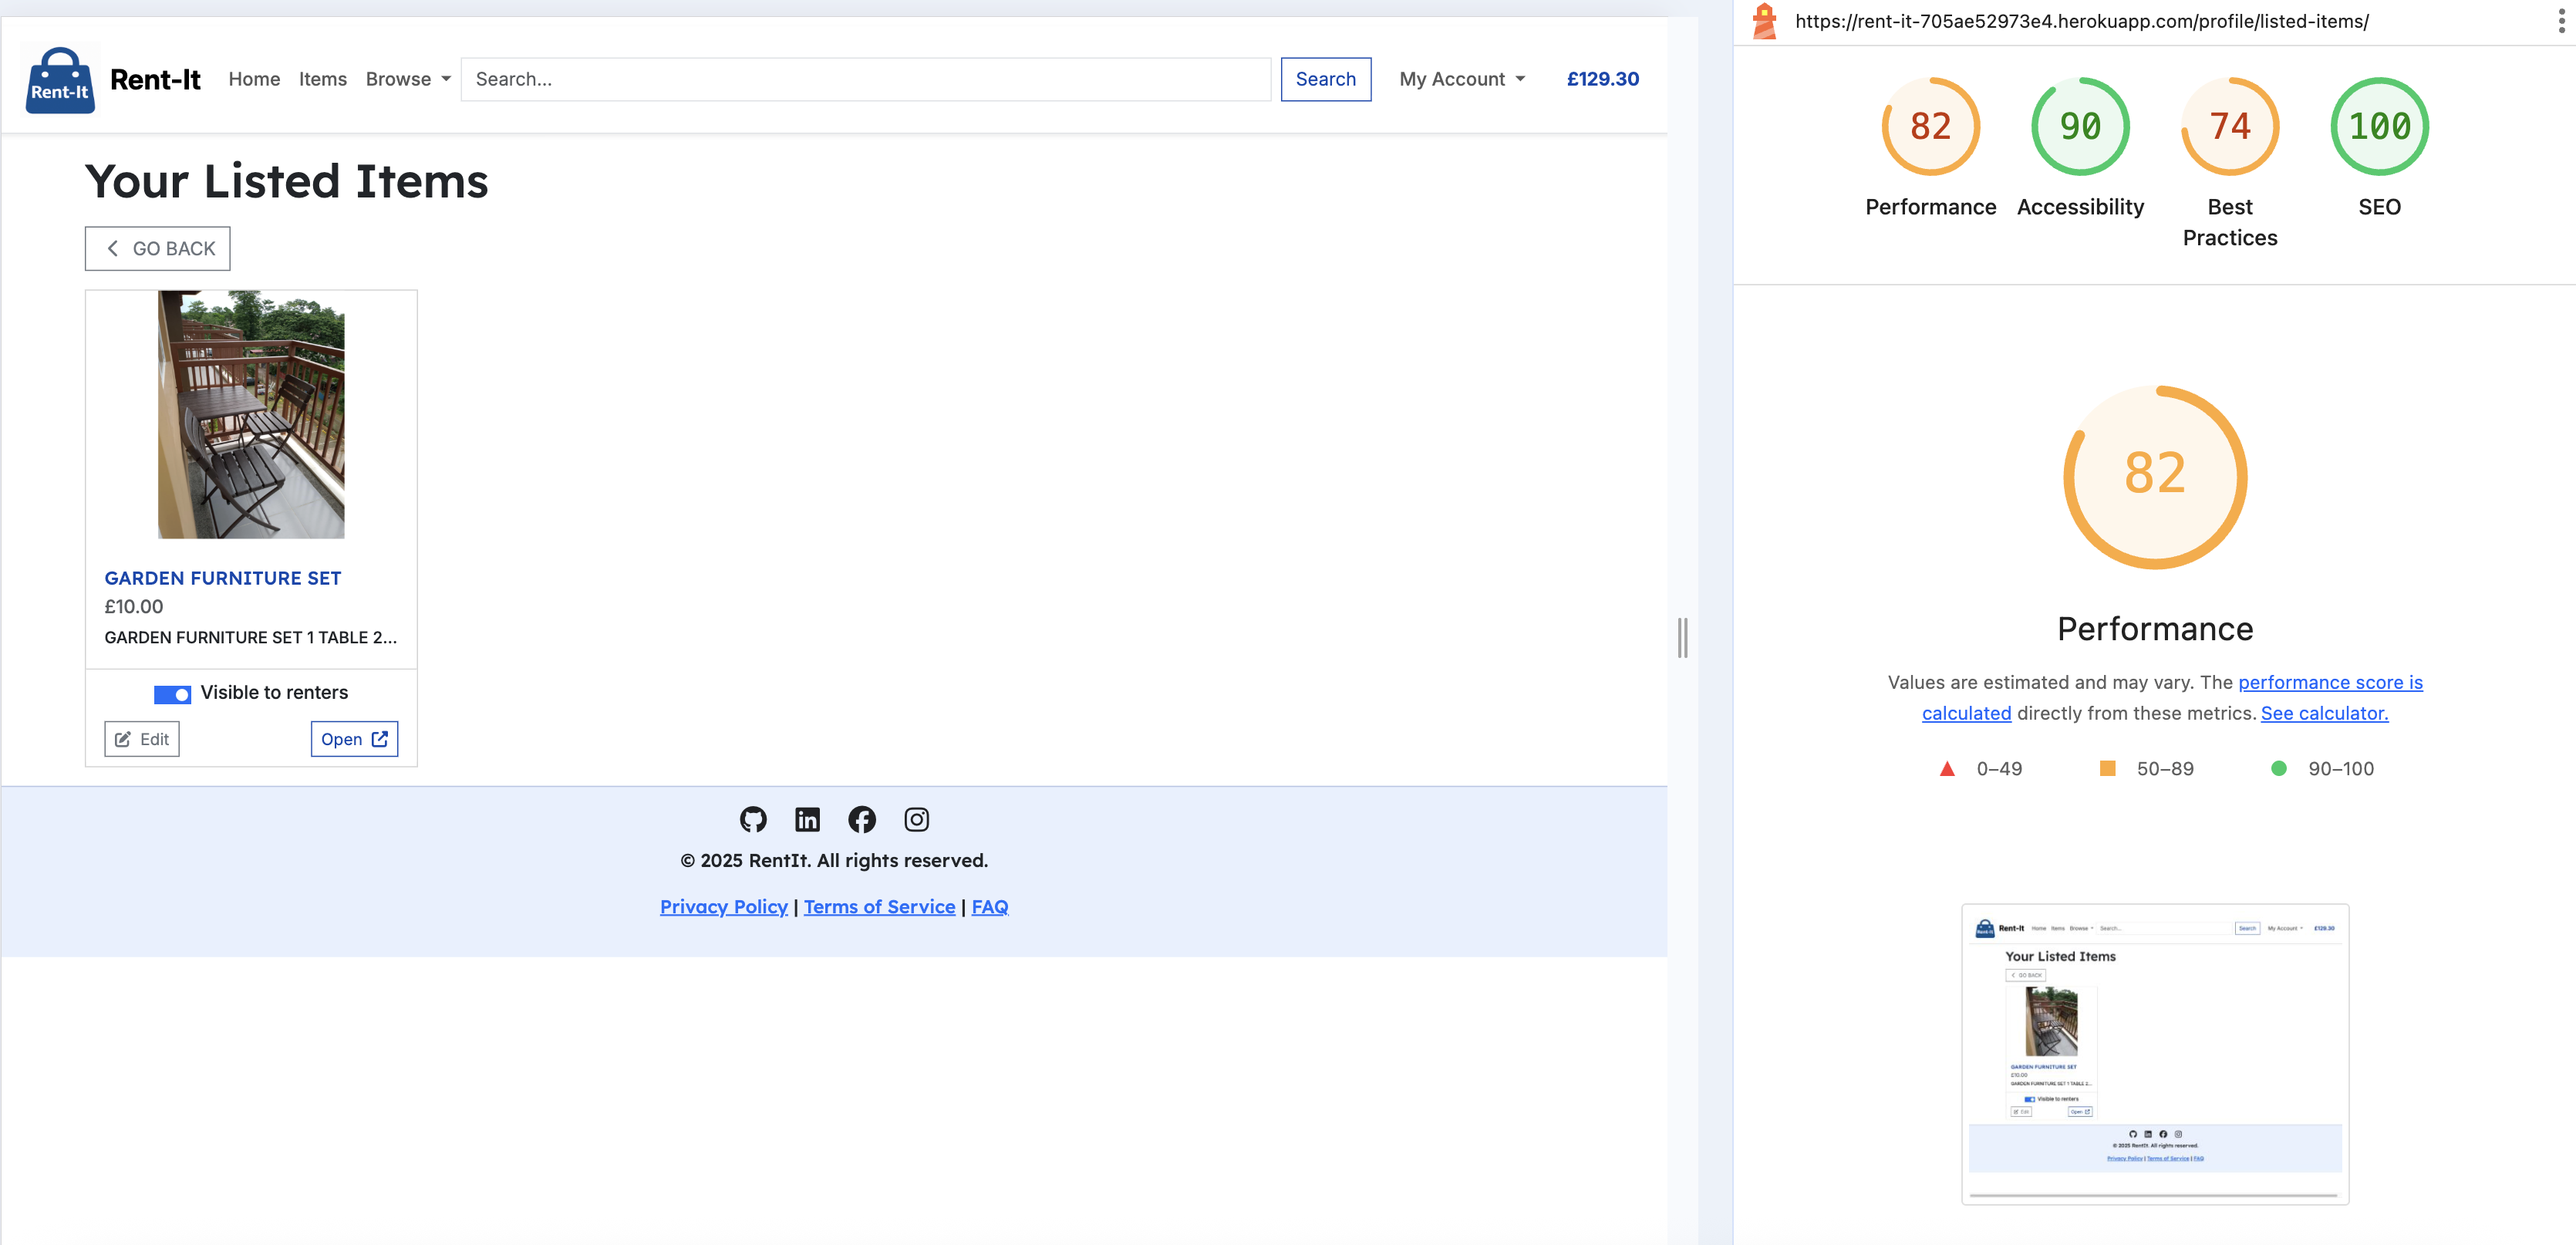 Rent-It
Rent-It
Home
Items
Browse
Search...
Search
My Account
£129.30
Your Listed Items
GO BACK
GARDEN FURNITURE SET
£10.00
GARDEN FURNITURE SET 1 TABLE 2...
Visible to renters
Edit
Open
© 2025 RentIt. All rights reserved.
Privacy Policy | Terms of Service | FAQ
https://rent-it-705ae52973e4.herokuapp.com/profile/listed-items/
82
90
74
100
Performance
Accessibility
Best
Practices
SEO
82
Performance
Values are estimated and may vary. The performance score is
calculated directly from these metrics. See calculator.
0–49
50–89
90–100
Rent-It
Home
Items
Browse
Search...
Search
My Account
£129.30
Your Listed Items
GO BACK
GARDEN FURNITURE SET
£10.00
GARDEN FURNITURE SET 1 TABLE 2...
Visible to renters
Edit
Open
© 2025 RentIt. All rights reserved.
Privacy Policy | Terms of Service | FAQ